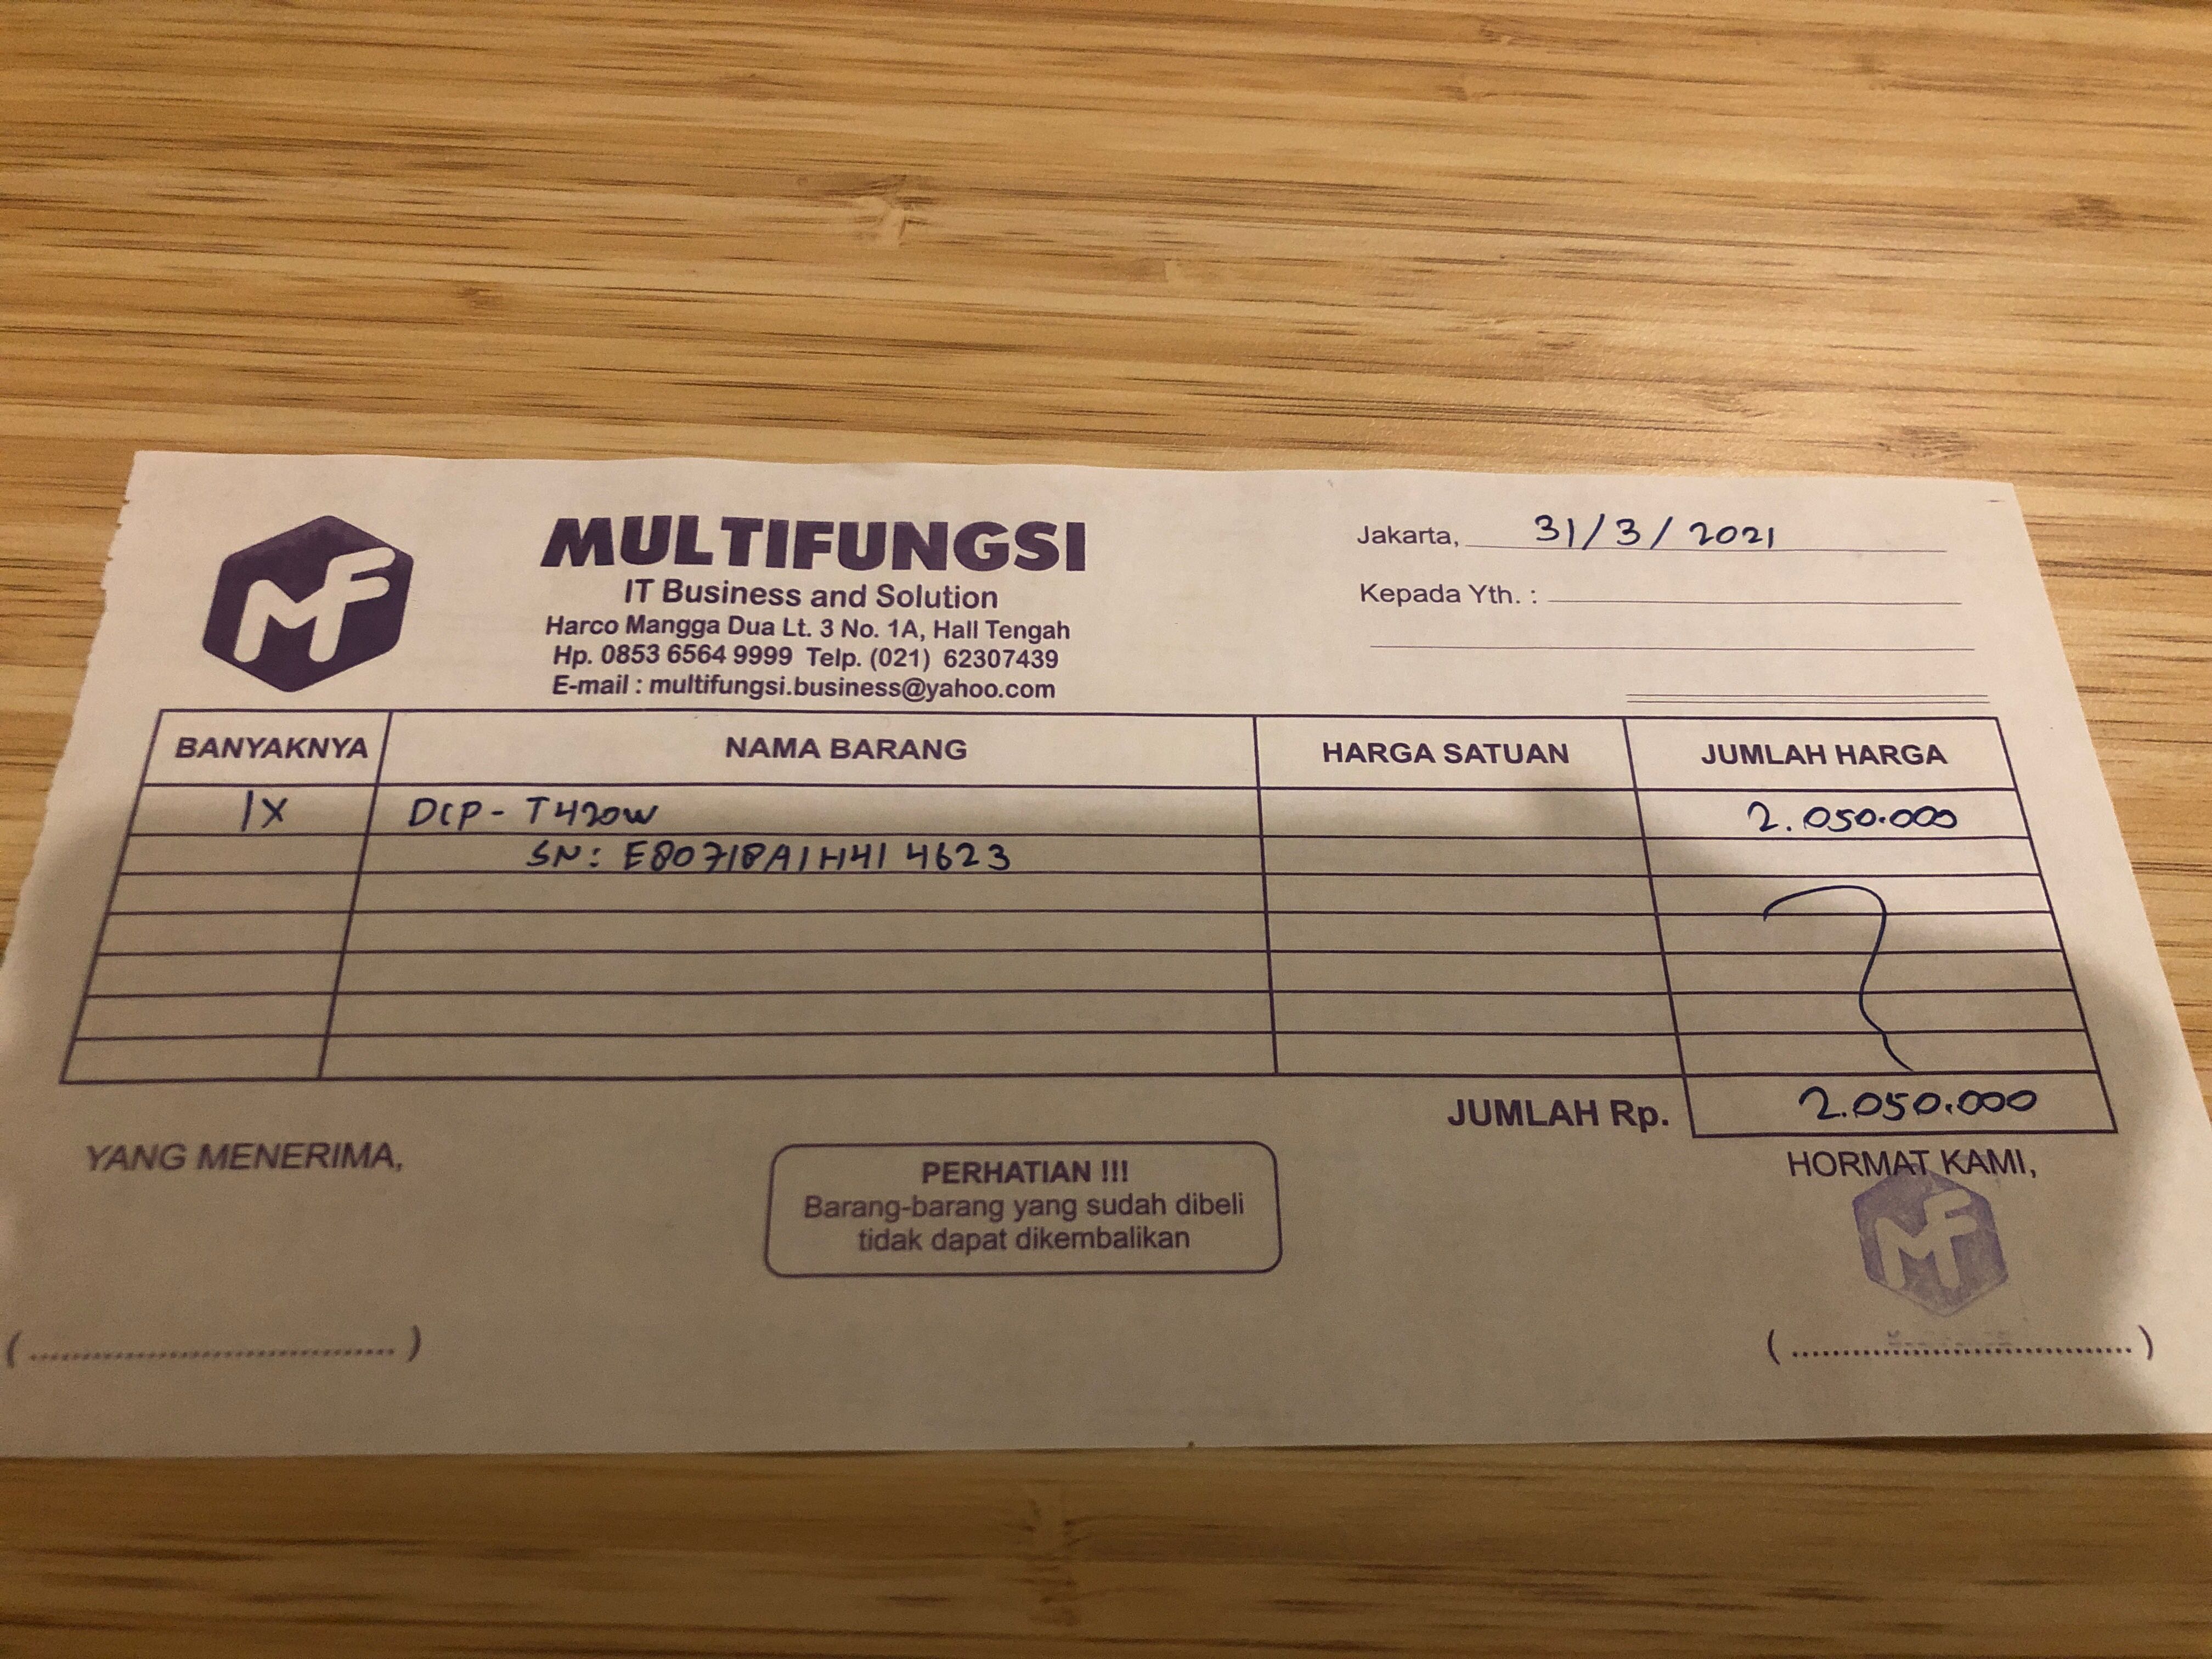 MF
MULTIFUNGSI
IT Business and Solution
Harco Mangga Dua Lt. 3 No. 1A, Hall Tengah
Hp. 0853 6564 9999 Telp. (021) 62307439
E-mail : multifungsi.business@yahoo.com
Jakarta, 31/3/2021
Kepada Yth. :
BANYAKNYA NAMA BARANG HARGA SATUAN JUMLAH HARGA
1X DCP-T420W 2.050.000
SN: E80718A1H414623
JUMLAH Rp. 2.050.000
YANG MENERIMA,
PERHATIAN !!!
Barang-barang yang sudah dibeli
tidak dapat dikembalikan
HORMAT KAMI,
MF
(....................................)
(....................................)